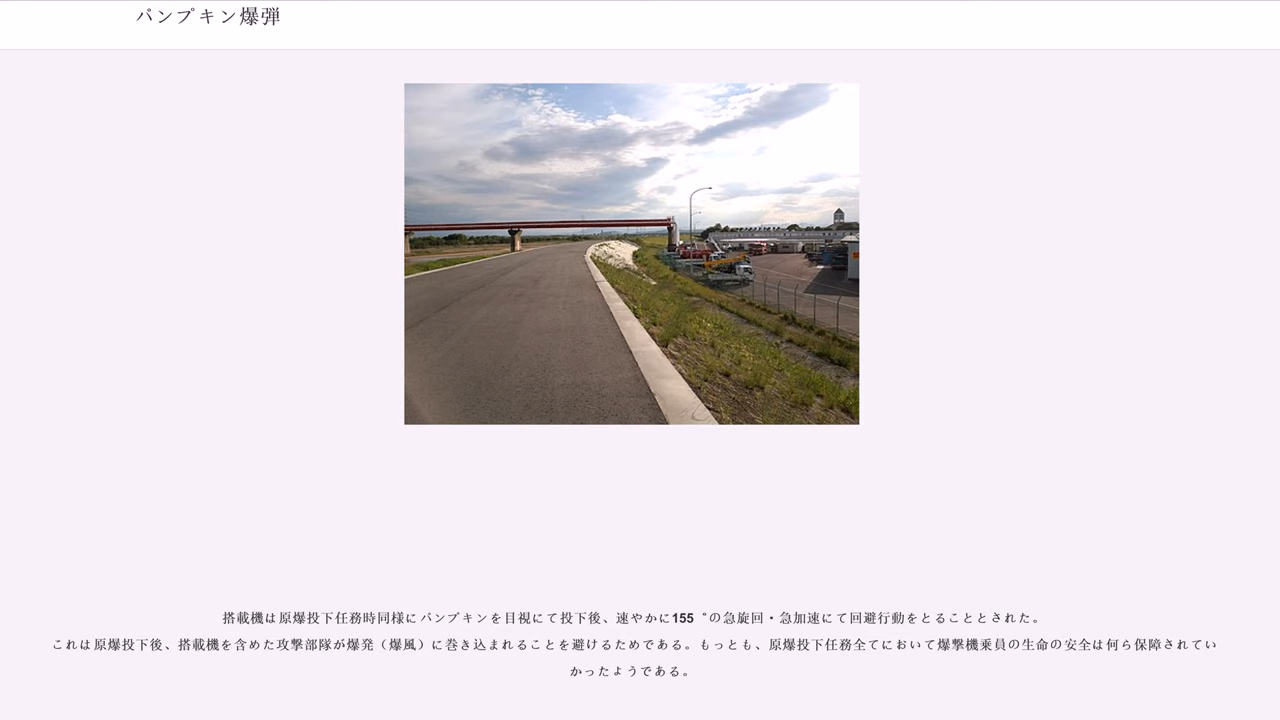 パンプキン爆弾
搭載機は原爆投下任務時同様にパンプキンを目視にて投下後、速やかに155゜の急旋回・急加速にて回避行動をとることとされた。
これは原爆投下後、搭載機を含めた攻撃部隊が爆発（爆風）に巻き込まれることを避けるためである。もっとも、原爆投下任務全てにおいて爆撃機乗員の生命の安全は何ら保障されてい
かったようである。